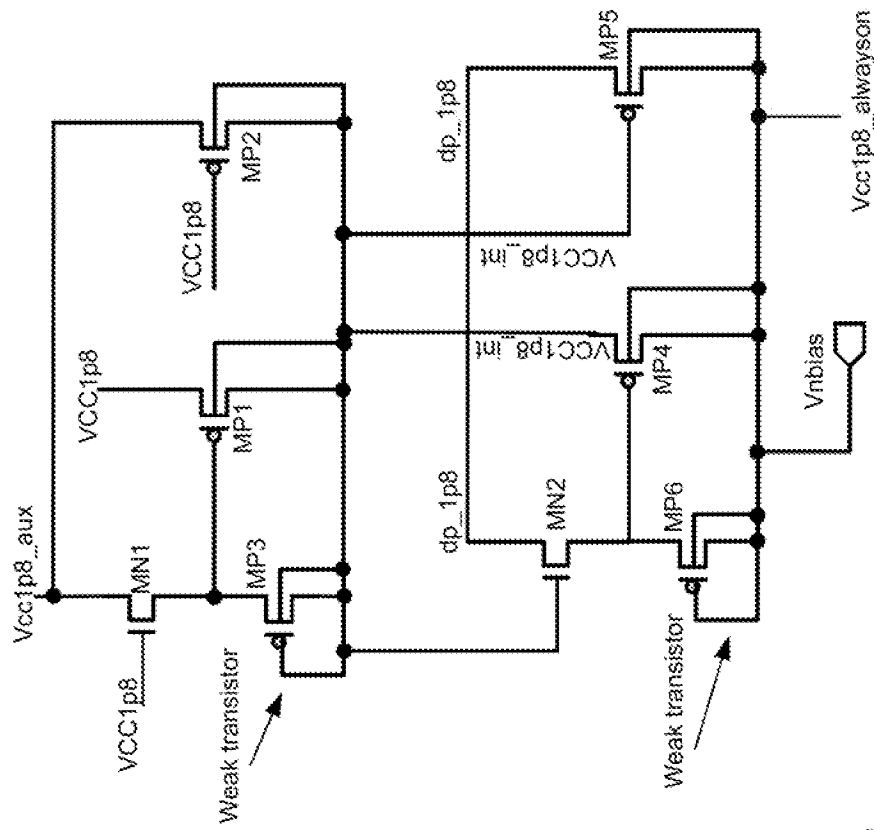 Vcc1p8_aux
VCC1p8
MN1
VCC1p8
MP1
VCC1p8
MP2
MP3
Weak transistor
VCC1p8_int
VCC1p8_int
dp_1p8
MN2
dp_1p8
MP4
MP5
MP6
Weak transistor
Vnbias
Vcc1p8_alwayson